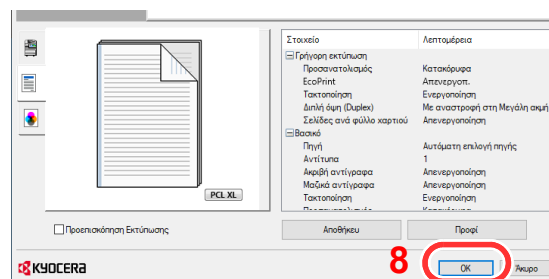 Στοιχείο Λεπτομέρεια
Γρήγορη εκτύπωση
Προσανατολισμός Κατακόρυφα
EcoPrint Απενεργοπ.
Τακτοποίηση Ενεργοποίηση
Διπλή όψη (Duplex) Με αναστροφή στη Μεγάλη ακμή
Σελίδες ανά φύλλο χαρτιού Απενεργοποίηση
Βασικό
Πηγή Αυτόματη επιλογή πηγής
Αντίτυπα 1
Ακριβή αντίγραφα Απενεργοποίηση
Μαζικά αντίγραφα Απενεργοποίηση
Τακτοποίηση Ενεργοποίηση
PCL XL
Προεπισκόπηση Εκτύπωσης Αποθήκευ Προφί
8
KYOCERA OK Άκυρο